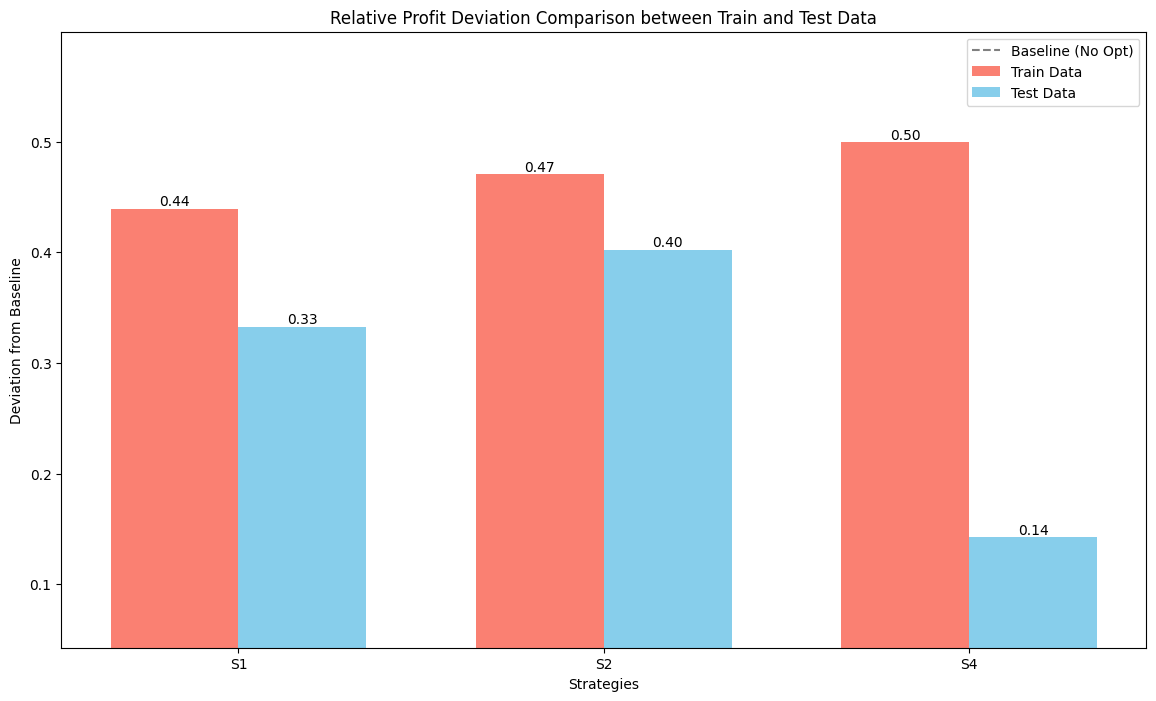 Relative Profit Deviation Comparison between Train and Test Data
Baseline (No Opt)
Train Data
Test Data
Deviation from Baseline
0.5
0.4
0.3
0.2
0.1
0.44
0.33
0.47
0.40
0.50
0.14
S1
S2
S4
Strategies